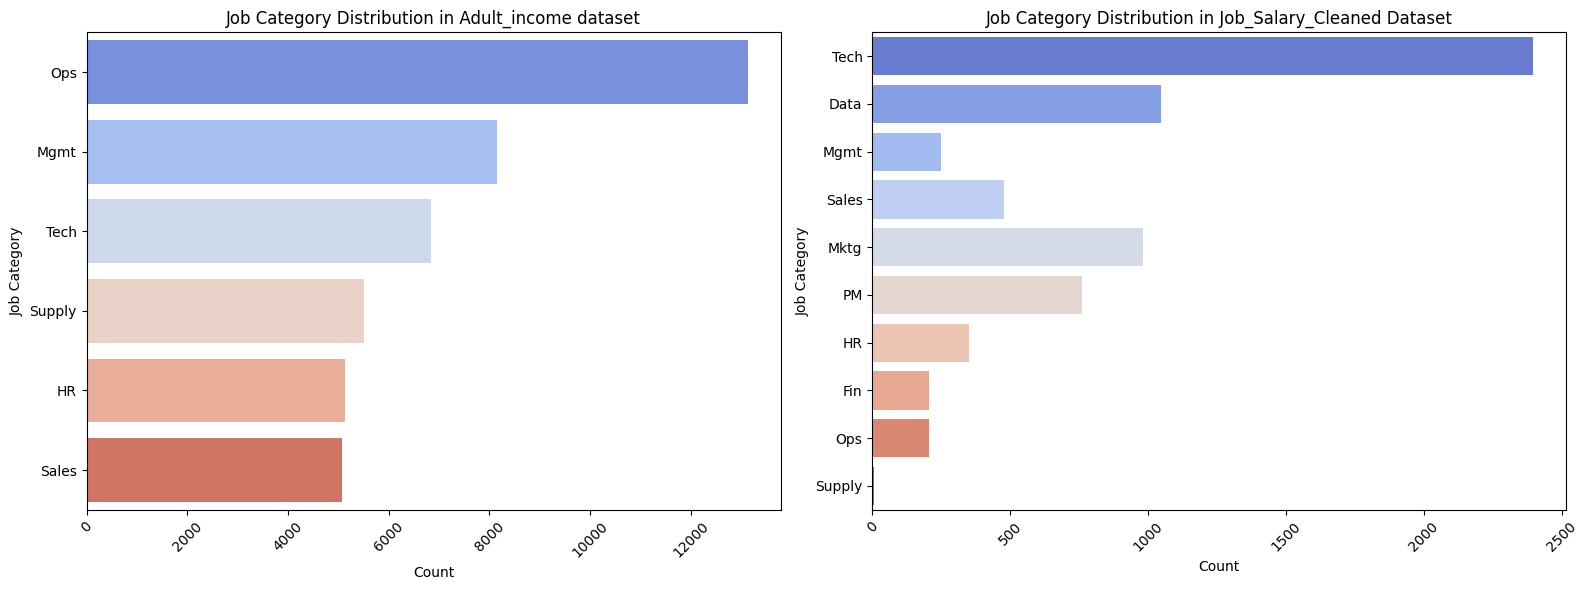 Job Category Distribution in Adult_income dataset
Job Category
Ops
Mgmt
Tech
Supply
HR
Sales
0
2000
4000
6000
8000
10000
12000
Count
Job Category Distribution in Job_Salary_Cleaned Dataset
Job Category
Tech
Data
Mgmt
Sales
Mktg
PM
HR
Fin
Ops
Supply
0
500
1000
1500
2000
2500
Count